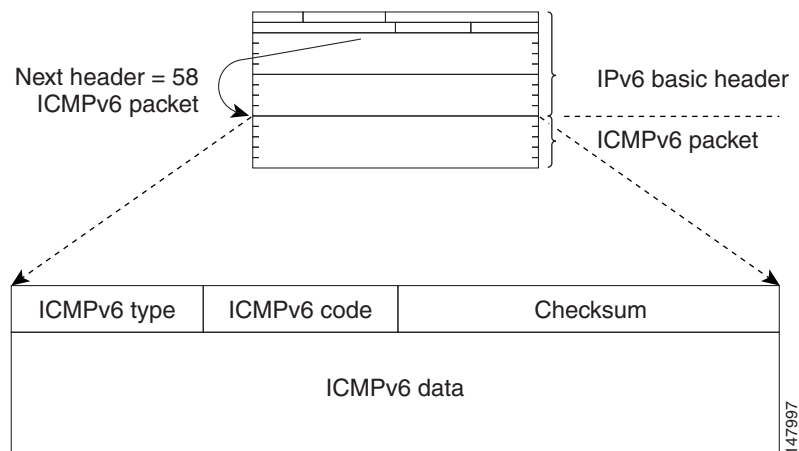 Next header = 58
ICMPv6 packet
IPv6 basic header
ICMPv6 packet
ICMPv6 type
ICMPv6 code
Checksum
ICMPv6 data
147997